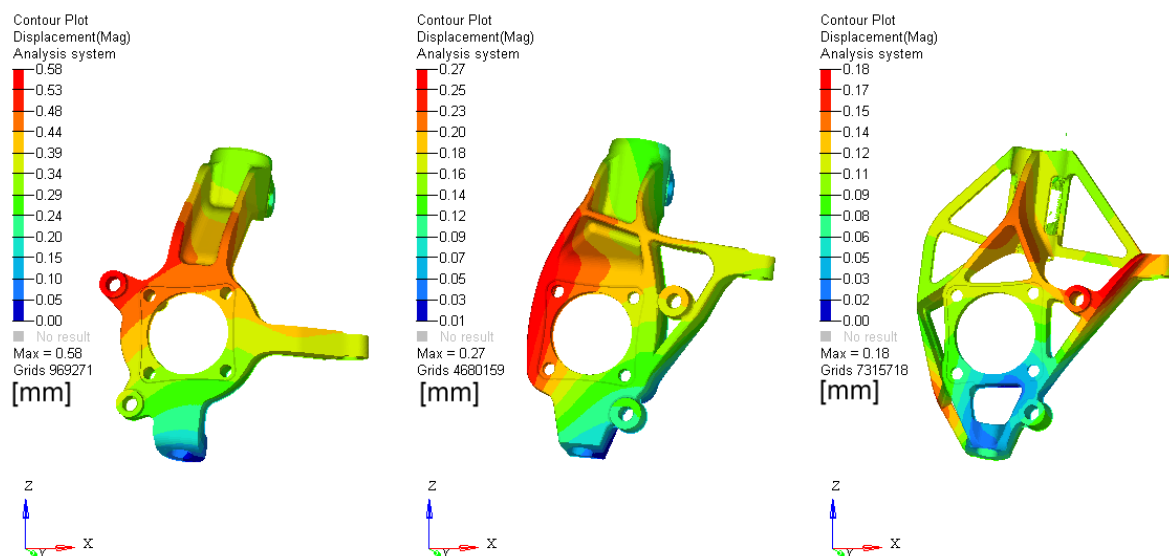 Contour Plot
Displacement(Mag)
Analysis system
0.58
0.53
0.48
0.44
0.39
0.34
0.29
0.24
0.20
0.15
0.10
0.05
0.00
No result
Max = 0.58
Grids 969271
[mm]
Z
X
Y
Contour Plot
Displacement(Mag)
Analysis system
0.27
0.25
0.23
0.20
0.18
0.16
0.14
0.12
0.09
0.07
0.05
0.03
0.01
No result
Max = 0.27
Grids 4680159
[mm]
Z
X
Y
Contour Plot
Displacement(Mag)
Analysis system
0.18
0.17
0.15
0.14
0.12
0.11
0.09
0.08
0.06
0.05
0.03
0.02
0.00
No result
Max = 0.18
Grids 7315718
[mm]
Z
X
Y